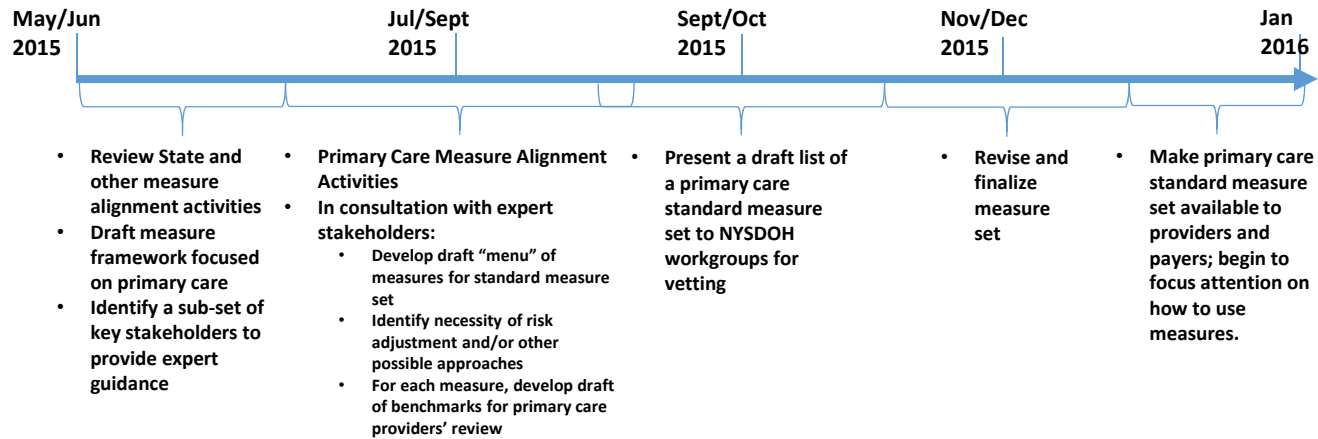 May/Jun
2015
Jul/Sept
2015
Sept/Oct
2015
Nov/Dec
2015
Jan
2016
• Review State and
other measure
alignment activities
• Draft measure
framework focused
on primary care
• Identify a sub-set of
key stakeholders to
provide expert
guidance
• Primary Care Measure Alignment
Activities
• In consultation with expert
stakeholders:
• Develop draft “menu” of
measures for standard measure
set
• Identify necessity of risk
adjustment and/or other
possible approaches
• For each measure, develop draft
of benchmarks for primary care
providers’ review
• Present a draft list of
a primary care
standard measure
set to NYSDOH
workgroups for
vetting
• Revise and
finalize
measure
set
• Make primary care
standard measure
set available to
providers and
payers; begin to
focus attention on
how to use
measures.